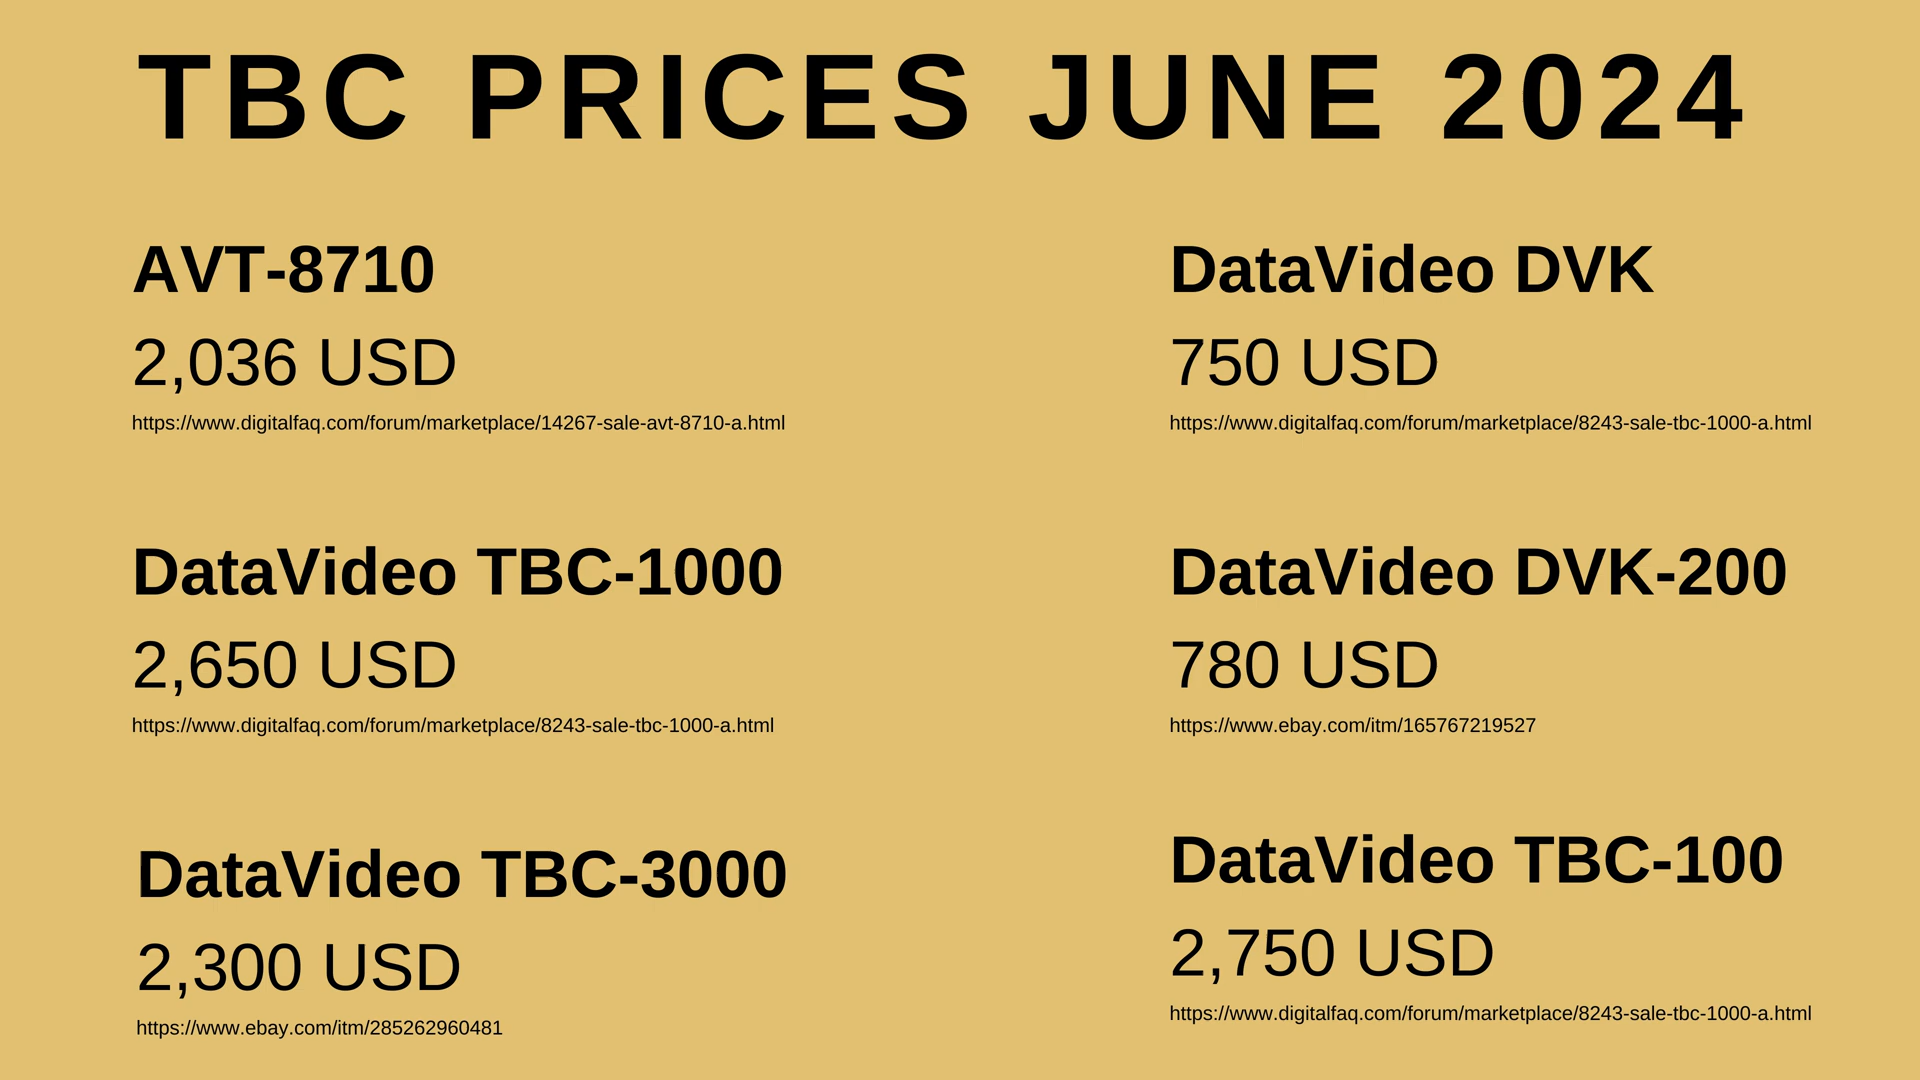 TBC PRICES JUNE 2024
AVT-8710
2,036 USD
https://www.digitalfaq.com/forum/marketplace/14267-sale-avt-8710-a.html
DataVideo TBC-1000
2,650 USD
https://www.digitalfaq.com/forum/marketplace/8243-sale-tbc-1000-a.html
DataVideo TBC-3000
2,300 USD
https://www.ebay.com/itm/285262960481
DataVideo DVK
750 USD
https://www.digitalfaq.com/forum/marketplace/8243-sale-tbc-1000-a.html
DataVideo DVK-200
780 USD
https://www.ebay.com/itm/165767219527
DataVideo TBC-100
2,750 USD
https://www.digitalfaq.com/forum/marketplace/8243-sale-tbc-1000-a.html